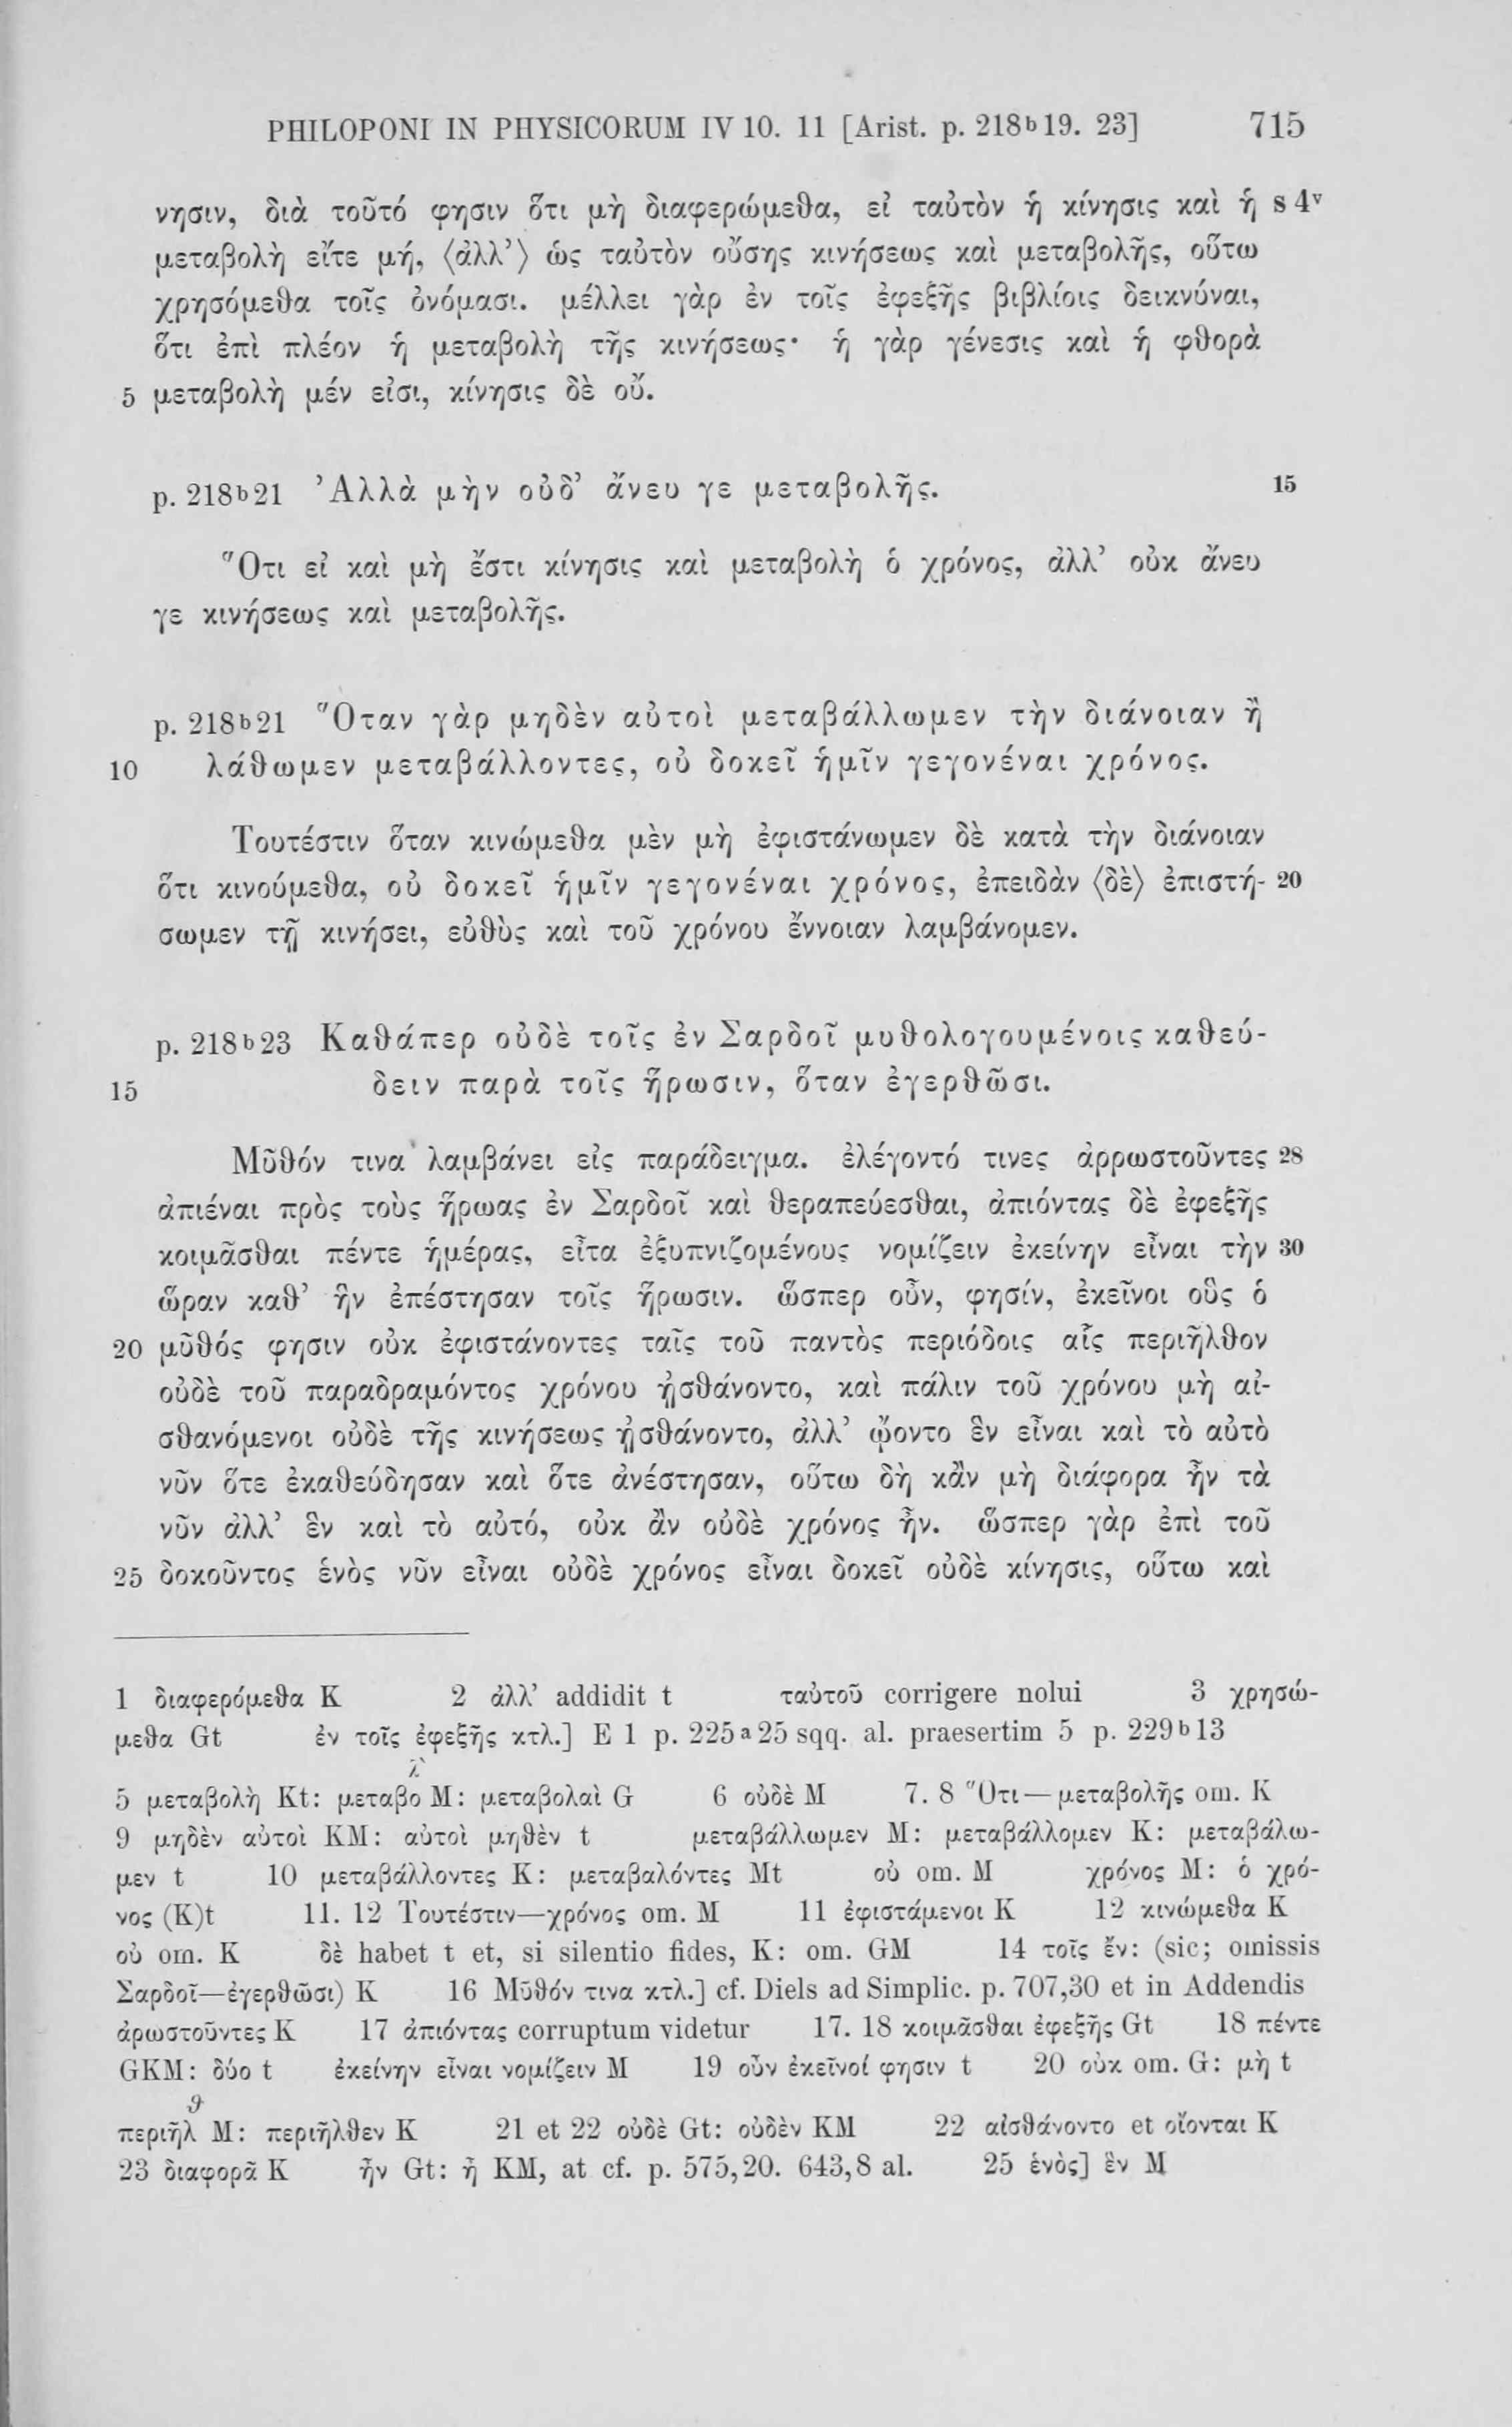 PHILOPONI IN PHYSICORUM IV 10. 11 [Arist. p. 218b19. 23] 715
νησιν, διὰ τοῦτό φησιν ὅτι μὴ διαφερώμεθα, εἰ ταὐτὸν ἡ κίνησις καὶ ἡ s 4v
μεταβολὴ εἴτε μή, ⟨ἀλλ’⟩ ὡς ταὐτὸν οὔσης κινήσεως καὶ μεταβολῆς, οὕτω
χρησόμεθα τοῖς ὀνόμασι. μέλλει γὰρ ἐν τοῖς ἐφεξῆς βιβλίοις δεικνύναι,
ὅτι ἐπὶ πλέον ἡ μεταβολὴ τῆς κινήσεως· ἡ γὰρ γένεσις καὶ ἡ φθορὰ
5 μεταβολὴ μέν εἰσι, κίνησις δὲ οὔ.
p. 218b21 Ἀλλὰ μὴν οὐδ’ ἄνευ γε μεταβολῆς. 15
Ὅτι εἰ καὶ μὴ ἔστι κίνησις καὶ μεταβολὴ ὁ χρόνος, ἀλλ’ οὐκ ἄνευ
γε κινήσεως καὶ μεταβολῆς.
p. 218b21 Ὅταν γὰρ μηδὲν αὐτοὶ μεταβάλλωμεν τὴν διάνοιαν ἢ
10 λάθωμεν μεταβάλλοντες, οὐ δοκεῖ ἡμῖν γεγονέναι χρόνος.
Τουτέστιν ὅταν κινώμεθα μὲν μὴ ἐφιστάνωμεν δὲ κατὰ τὴν διάνοιαν
ὅτι κινούμεθα, οὐ δοκεῖ ἡμῖν γεγονέναι χρόνος, ἐπειδὰν ⟨δὲ⟩ ἐπιστή- 20
σωμεν τῇ κινήσει, εὐθὺς καὶ τοῦ χρόνου ἔννοιαν λαμβάνομεν.
p. 218b23 Καθάπερ οὐδὲ τοῖς ἐν Σαρδοῖ μυθολογουμένοις καθεύ-
15 δειν παρὰ τοῖς ἥρωσιν, ὅταν ἐγερθῶσι.
Μῦθόν τινα λαμβάνει εἰς παράδειγμα. ἐλέγοντό τινες ἀρρωστοῦντες 28
ἀπιέναι πρὸς τοὺς ἥρωας ἐν Σαρδοῖ καὶ θεραπεύεσθαι, ἀπιόντας δὲ ἐφεξῆς
κοιμᾶσθαι πέντε ἡμέρας, εἶτα ἐξυπνιζομένους νομίζειν ἐκείνην εἶναι τὴν 30
ὥραν καθ’ ἣν ἐπέστησαν τοῖς ἥρωσιν. ὥσπερ οὖν, φησίν, ἐκεῖνοι οὓς ὁ
20 μῦθός φησιν οὐκ ἐφιστάνοντες ταῖς τοῦ παντὸς περιόδοις αἷς περιῆλθον
οὐδὲ τοῦ παραδραμόντος χρόνου ᾐσθάνοντο, καὶ πάλιν τοῦ χρόνου μὴ αἰ-
σθανόμενοι οὐδὲ τῆς κινήσεως ᾐσθάνοντο, ἀλλ’ ᾤοντο ἓν εἶναι καὶ τὸ αὐτὸ
νῦν ὅτε ἐκαθεύδησαν καὶ ὅτε ἀνέστησαν, οὕτω δὴ κἂν μὴ διάφορα ἦν τὰ
νῦν ἀλλ’ ἓν καὶ τὸ αὐτό, οὐκ ἂν οὐδὲ χρόνος ἦν. ὥσπερ γὰρ ἐπὶ τοῦ
25 δοκοῦντος ἑνὸς νῦν εἶναι οὐδὲ χρόνος εἶναι δοκεῖ οὐδὲ κίνησις, οὕτω καὶ
1 διαφερόμεθα K 2 ἀλλ’ addidit t ταὐτοῦ corrigere nolui 3 χρησώ-
μεθα Gt ἐν τοῖς ἐφεξῆς κτλ.] E 1 p. 225a25 sqq. al. praesertim 5 p. 229b13
5 μεταβολὴ Kt: μεταβολ̀ M: μεταβολαὶ G 6 οὐδὲ M 7. 8 Ὅτι—μεταβολῆς om. K
9 μηδὲν αὐτοὶ KM: αὐτοὶ μηθὲν t μεταβάλλωμεν M: μεταβάλλομεν K: μεταβάλω-
μεν t 10 μεταβάλλοντες K: μεταβαλόντες Mt οὐ om. M χρόνος M: ὁ χρό-
νος (K)t 11. 12 Τουτέστιν—χρόνος om. M 11 ἐφιστάμενοι K 12 κινώμεθα K
οὐ om. K δὲ habet t et, si silentio fides, K: om. GM 14 τοῖς ἔν: (sic; omissis
Σαρδοῖ—ἐγερθῶσι) K 16 Μῦθόν τινα κτλ.] cf. Diels ad Simplic. p. 707,30 et in Addendis
ἀρωστοῦντες K 17 ἀπιόντας corruptum videtur 17. 18 κοιμᾶσθαι ἐφεξῆς Gt 18 πέντε
GKM: δύο t ἐκείνην εἶναι νομίζειν M 19 οὖν ἐκεῖνοί φησιν t 20 οὐκ om. G: μὴ t
περιῆλθ M: περιῆλθεν K 21 et 22 οὐδὲ Gt: οὐδὲν KM 22 αἰσθάνοντο et οἴονται K
23 διαφορᾶ K ἦν Gt: ἦ KM, at cf. p. 575,20. 643,8 al. 25 ἑνὸς] ἓν M